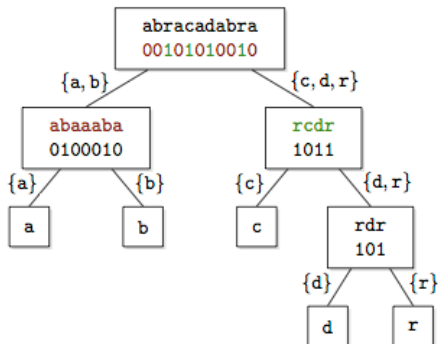 abracadabra
00101010010
{a, b}
{c, d, r}
abaaaba
0100010
rcdr
1011
{a}
{b}
{c}
{d, r}
a
b
c
rdr
101
{d}
{r}
d
r